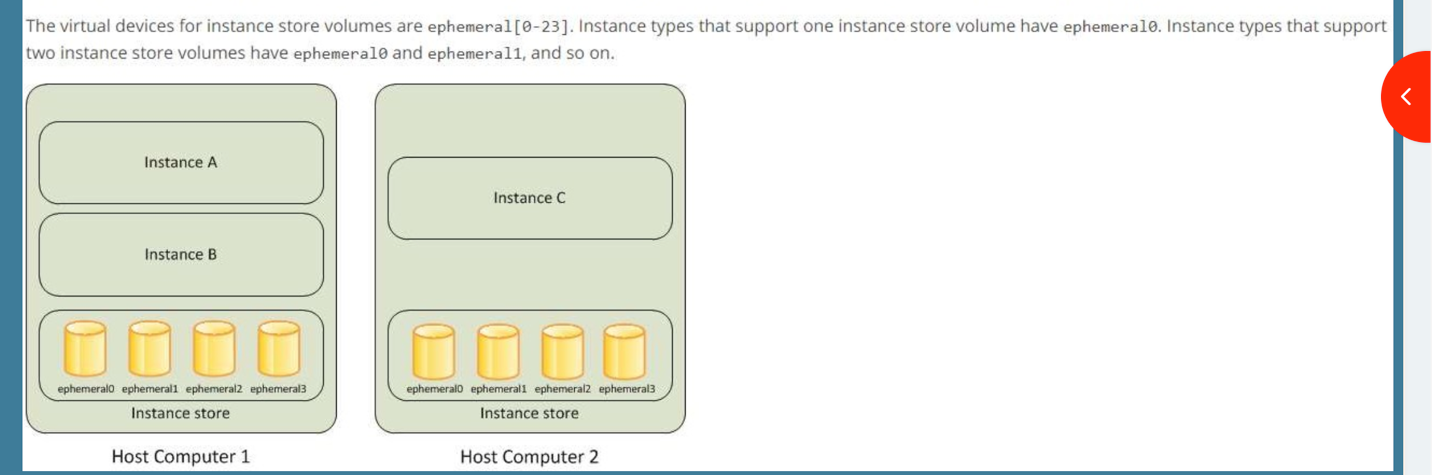 The virtual devices for instance store volumes are ephemeral[0-23]. Instance types that support one instance store volume have ephemeral0. Instance types that support
two instance store volumes have ephemeral0 and ephemeral1, and so on.
Instance A
Instance B
ephemeral0 ephemeral1 ephemeral2 ephemeral3
Instance store
Host Computer 1
Instance C
ephemeral0 ephemeral1 ephemeral2 ephemeral3
Instance store
Host Computer 2